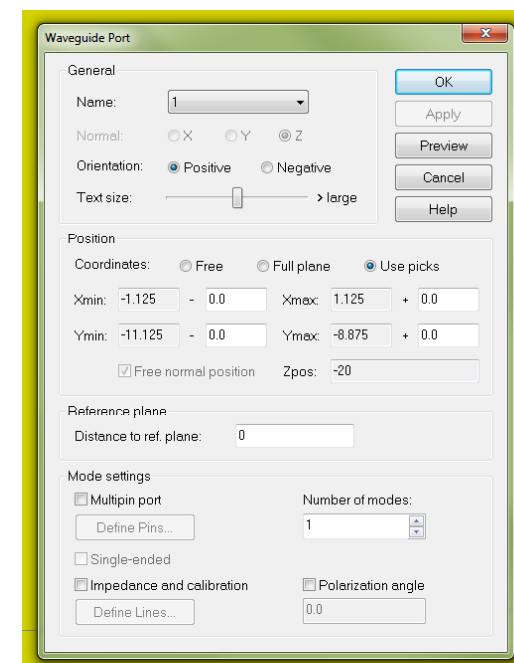 Waveguide Port
General
OK
Name: 1
Apply
Normal: X Y Z
Preview
Orientation: Positive Negative
Cancel
Text size: > large
Help
Position
Coordinates: Free Full plane Use picks
Xmin: -1.125 - 0.0 Xmax: 1.125 + 0.0
Ymin: -11.125 - 0.0 Ymax: -8.875 + 0.0
Free normal position Zpos: -20
Reference plane
Distance to ref. plane: 0
Mode settings
Multipin port Number of modes:
Define Pins... 1
Single-ended
Impedance and calibration Polarization angle
Define Lines... 0.0